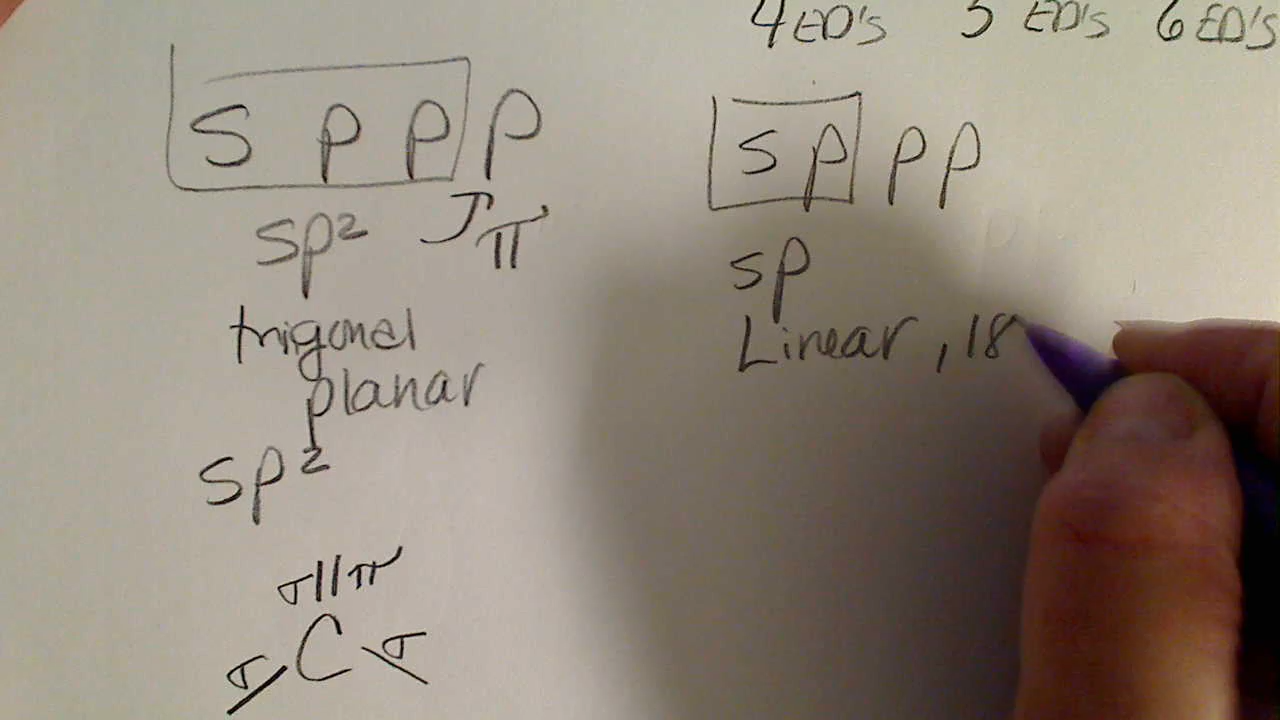 4 ED'S 5 ED'S 6 ED'S
S P P P
sp²
π
trigonal
planar
sp²
σ || π
σ C σ
S P P P
sp
Linear, 18